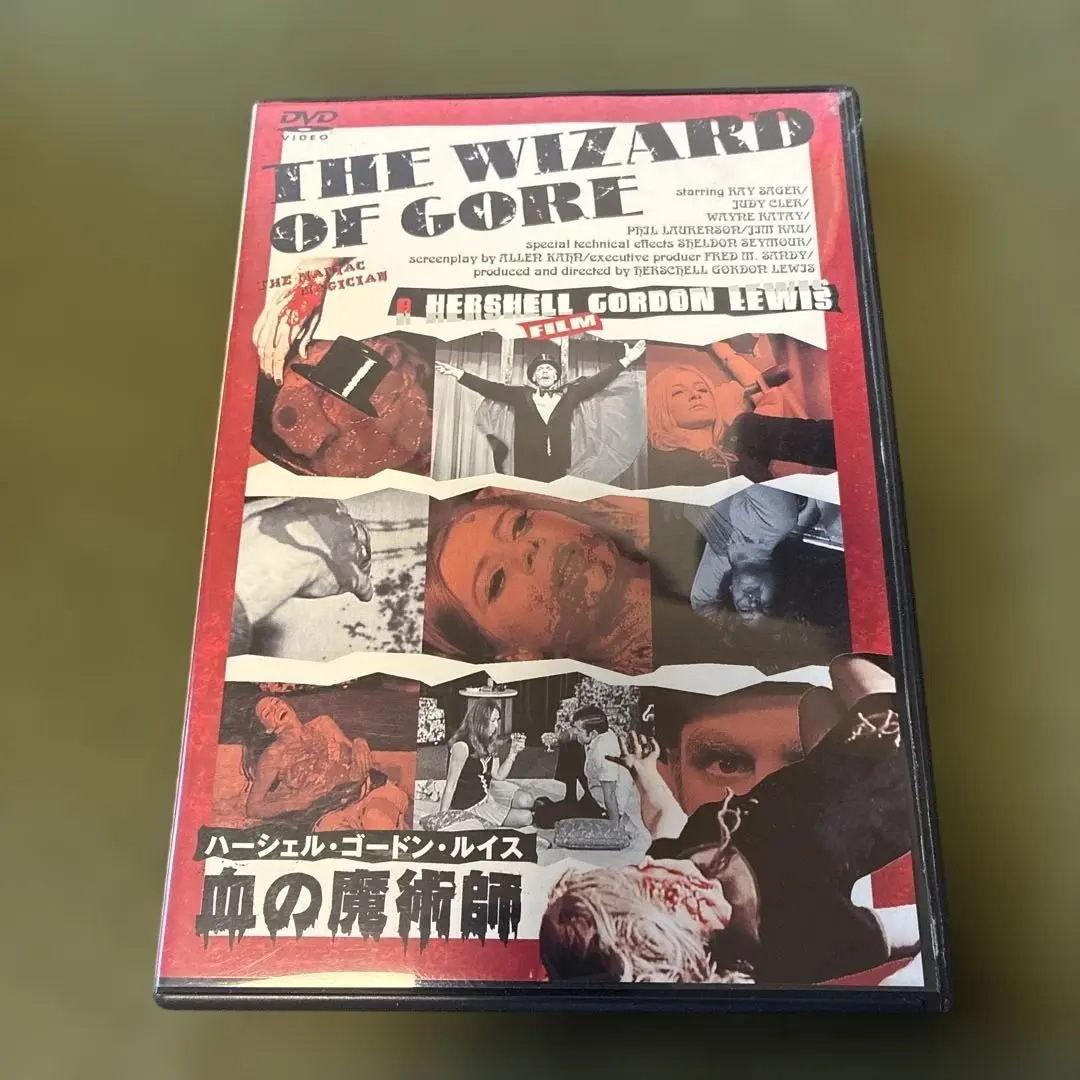 DVD
VIDEO
THE WIZARD
OF GORE
starring RAY SAGER/
JUDY CLER/
WAYNE RATAY/
PHIL LAURENSON/JIM RAU/
special technical effects SHELDON SEYMOUR/
screenplay by ALLEN KAHN/executive produer FRED M. SANDY/
produced and directed by HERSCHELL GORDON LEWIS
THE MANIAC
MAGICIAN
A HERSHELL GORDON LEWIS
FILM
ハーシェル・ゴードン・ルイス
血の魔術師